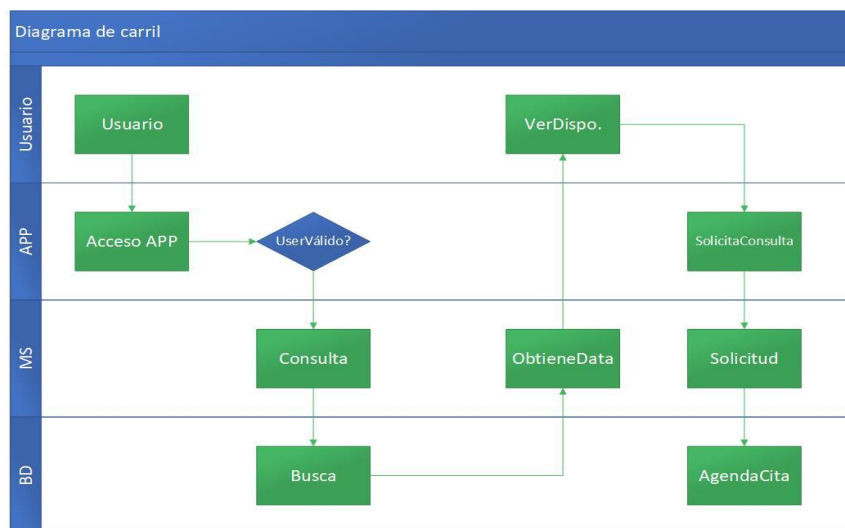 Diagrama de carril
Usuario
Usuario
VerDispo.
APP
Acceso APP
UserVálido?
SolicitaConsulta
MS
Consulta
ObtieneData
Solicitud
BD
Busca
AgendaCita